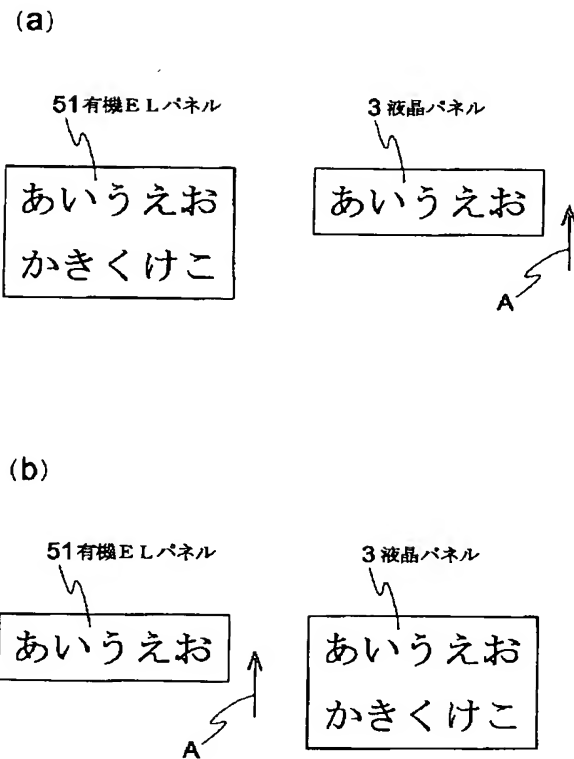 (a)
51有機ELパネル
3液晶パネル
あいうえお
かきくけこ
あいうえお
A
(b)
51有機ELパネル
3液晶パネル
あいうえお
A
あいうえお
かきくけこ